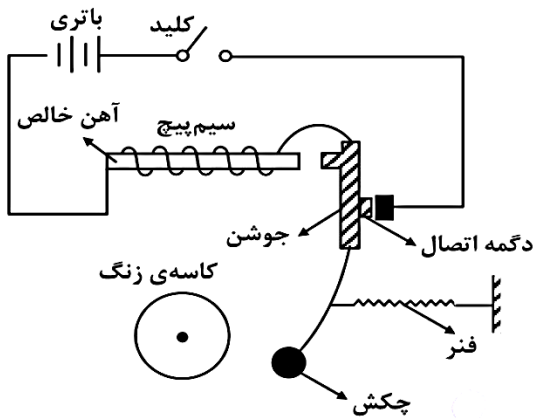 باتری
کلید
آهن خالص
سیم‌پیچ
جوشن
دگمه اتصال
کاسه‌ی زنگ
فنر
چکش